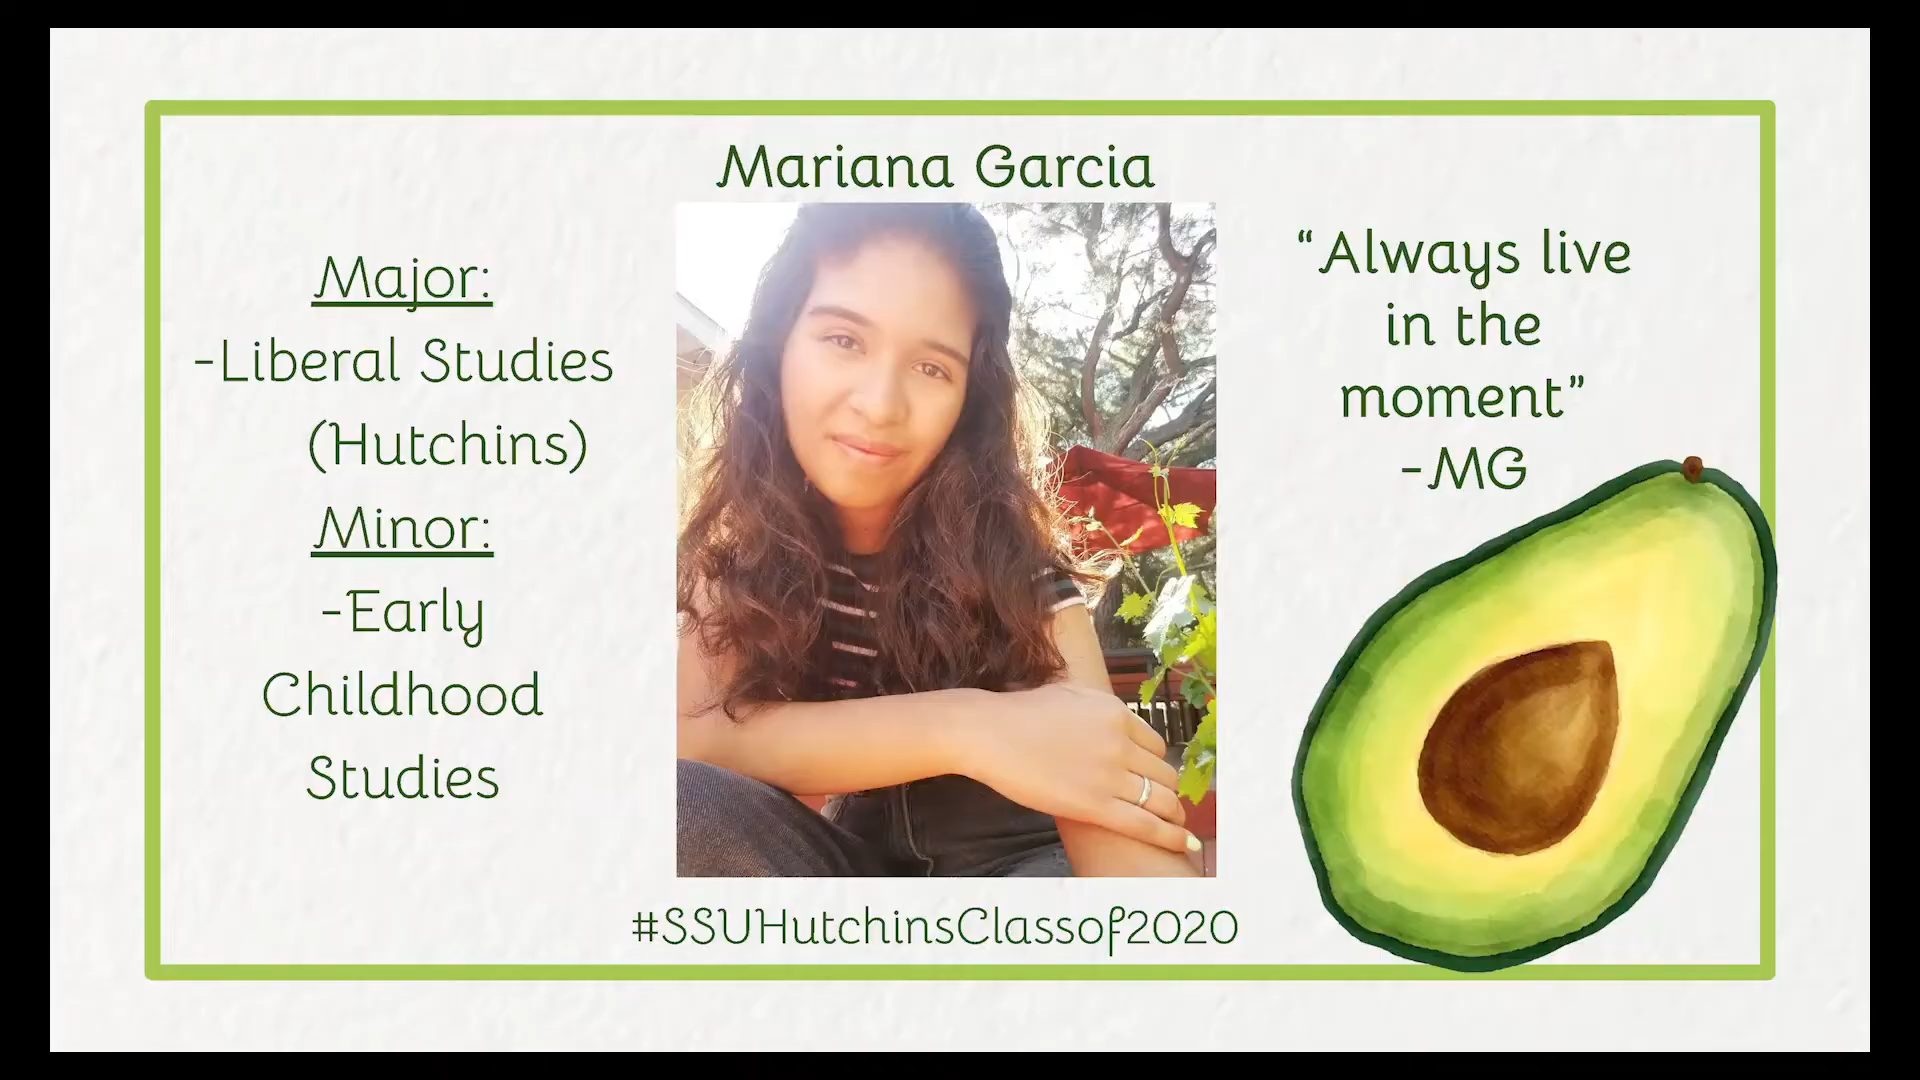 Mariana Garcia
Major:
-Liberal Studies
(Hutchins)
Minor:
-Early
Childhood
Studies
“Always live
in the
moment”
-MG
#SSUHutchinsClassof2020